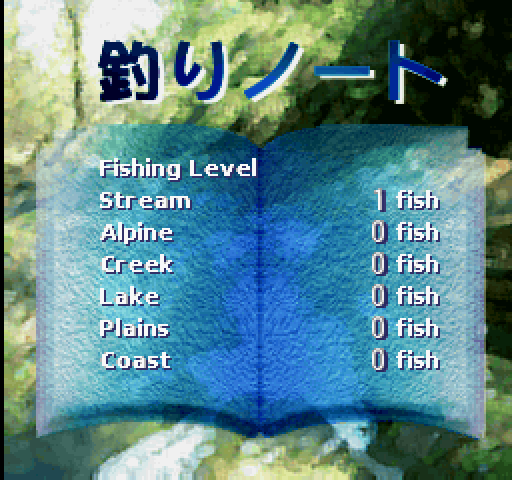 釣りノート
Fishing Level
Stream 1 fish
Alpine 0 fish
Creek 0 fish
Lake 0 fish
Plains 0 fish
Coast 0 fish